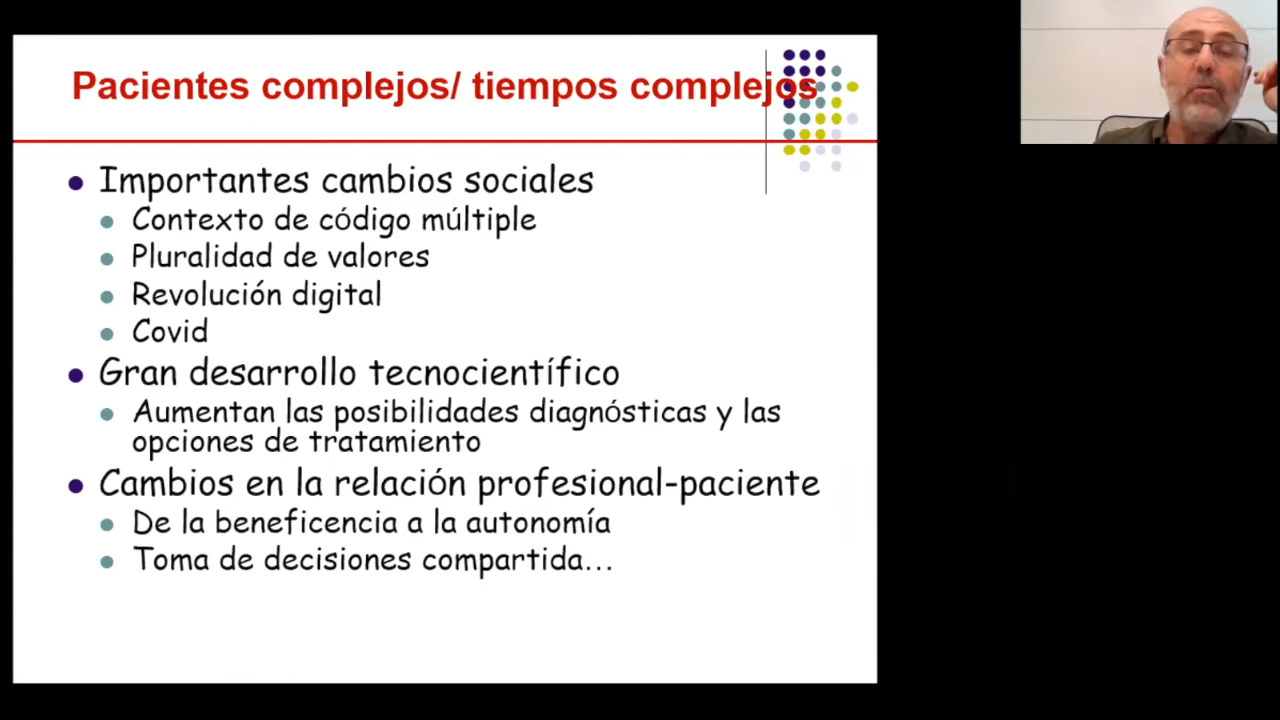 Pacientes complejos/ tiempos complejos
Importantes cambios sociales
Contexto de código múltiple
Pluralidad de valores
Revolución digital
Covid
Gran desarrollo tecnocientífico
Aumentan las posibilidades diagnósticas y las
opciones de tratamiento
Cambios en la relación profesional-paciente
De la beneficencia a la autonomía
Toma de decisiones compartida...